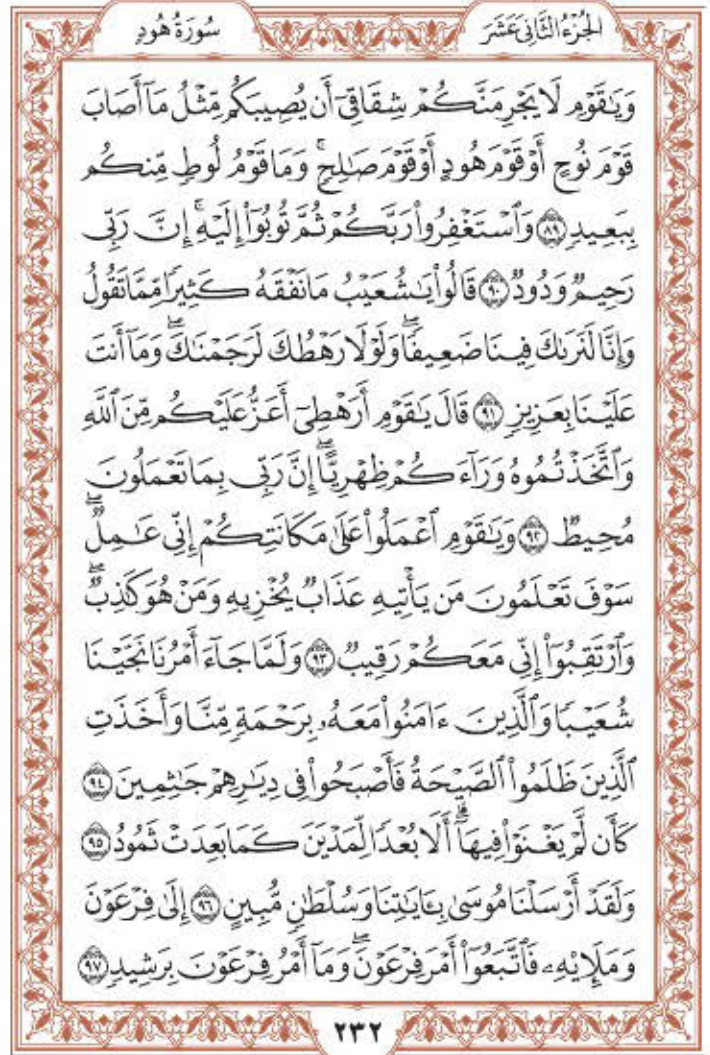 الجُزْءُ الثَّانِي عَشَرَ
سُورَةُ هُودٍ
وَيَٰقَوْمِ لَا يَجْرِمَنَّكُمْ شِقَاقِيٓ أَن يُصِيبَكُم مِّثْلُ مَآ أَصَابَ
قَوْمَ نُوحٍ أَوْ قَوْمَ هُودٍ أَوْ قَوْمَ صَٰلِحٍۚ وَمَا قَوْمُ لُوطٍ مِّنكُم
بِبَعِيدٍ ٨٩ وَٱسْتَغْفِرُوا۟ رَبَّكُمْ ثُمَّ تُوبُوٓا۟ إِلَيْهِۚ إِنَّ رَبِّي
رَحِيمٌ وَدُودٌ ٩٠ قَالُوا۟ يَٰشُعَيْبُ مَا نَفْقَهُ كَثِيرًا مِّمَّا تَقُولُ
وَإِنَّا لَنَرَىٰكَ فِينَا ضَعِيفًاۖ وَلَوْلَا رَهْطُكَ لَرَجَمْنَٰكَۖ وَمَآ أَنتَ
عَلَيْنَا بِعَزِيزٍ ٩١ قَالَ يَٰقَوْمِ أَرَهْطِيٓ أَعَزُّ عَلَيْكُم مِّنَ ٱللَّهِ
وَٱتَّخَذْتُمُوهُ وَرَآءَكُمْ ظِهْرِيًّاۖ إِنَّ رَبِّي بِمَا تَعْمَلُونَ
مُحِيطٌ ٩٢ وَيَٰقَوْمِ ٱعْمَلُوا۟ عَلَىٰ مَكَانَتِكُمْ إِنِّي عَٰمِلٌۖ
سَوْفَ تَعْلَمُونَ مَن يَأْتِيهِ عَذَابٌ يُخْزِيهِ وَمَنْ هُوَ كَٰذِبٌۖ
وَٱرْتَقِبُوٓا۟ إِنِّي مَعَكُمْ رَقِيبٌ ٩٣ وَلَمَّا جَآءَ أَمْرُنَا نَجَّيْنَا
شُعَيْبًا وَٱلَّذِينَ ءَامَنُوا۟ مَعَهُۥ بِرَحْمَةٍ مِّنَّا وَأَخَذَتِ
ٱلَّذِينَ ظَلَمُوا۟ ٱلصَّيْحَةُ فَأَصْبَحُوا۟ فِي دِيَٰرِهِمْ جَٰثِمِينَ ٩٤
كَأَن لَّمْ يَغْنَوْا۟ فِيهَآۗ أَلَا بُعْدًا لِّمَدْيَنَ كَمَا بَعِدَتْ ثَمُودُ ٩٥
وَلَقَدْ أَرْسَلْنَا مُوسَىٰ بِـَٔايَٰتِنَا وَسُلْطَٰنٍ مُّبِينٍ ٩٦ إِلَىٰ فِرْعَوْنَ
وَمَلَإِي۟هِۦ فَٱتَّبَعُوٓا۟ أَمْرَ فِرْعَوْنَۖ وَمَآ أَمْرُ فِرْعَوْنَ بِرَشِيدٍ ٩٧
٢٣٢